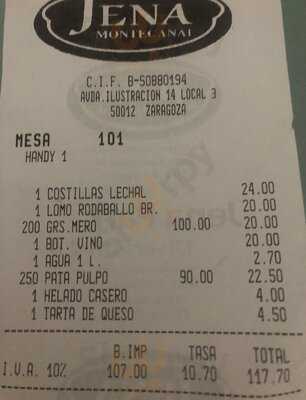 JENA
MONTECANAL
C.I.F. B-50880194
AVDA.ILUSTRACION 14 LOCAL 3
50012 ZARAGOZA
MESA 101
HANDY 1
1 COSTILLAS LECHAL 24.00
1 LOMO RODABALLO BR. 20.00
200 GRS.MERO 100.00 20.00
1 BOT. VINO 20.00
1 AGUA 1 L. 2.70
250 PATA PULPO 90.00 22.50
1 HELADO CASERO 4.00
1 TARTA DE QUESO 4.50
B.IMP TASA TOTAL
I.V.A. 10% 107.00 10.70 117.70